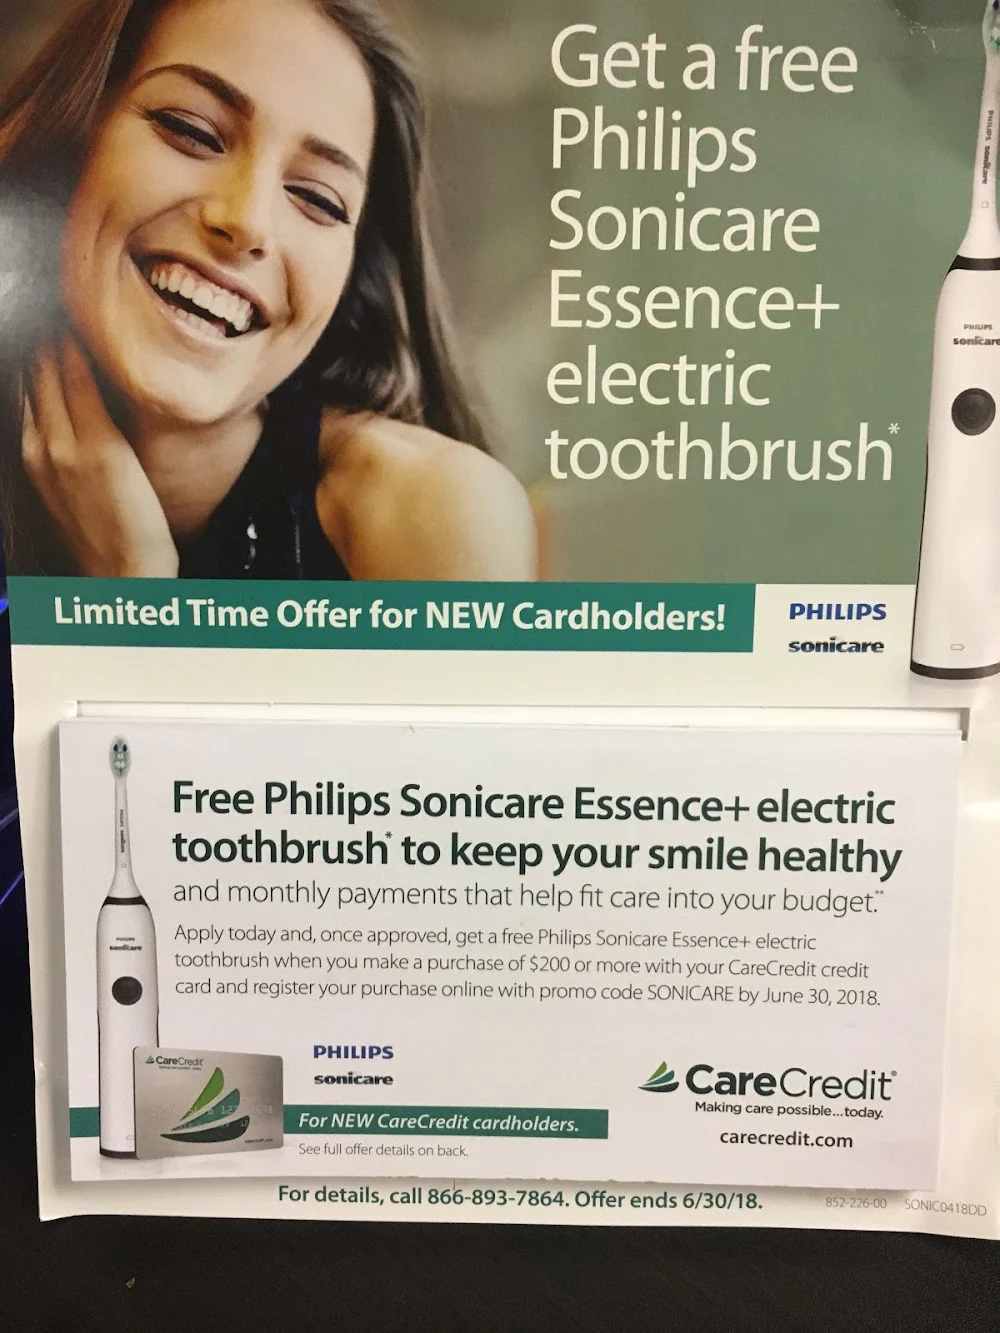 Get a free
Philips
Sonicare
Essence+
electric
toothbrush*
PHILIPS sonicare
PHILIPS
sonicare
Limited Time Offer for NEW Cardholders!
PHILIPS
sonicare
Free Philips Sonicare Essence+ electric
toothbrush* to keep your smile healthy
and monthly payments that help fit care into your budget.**
Apply today and, once approved, get a free Philips Sonicare Essence+ electric
toothbrush when you make a purchase of $200 or more with your CareCredit credit
card and register your purchase online with promo code SONICARE by June 30, 2018.
PHILIPS
sonicare
CareCredit
PHILIPS
sonicare
CareCredit®
Making care possible...today.
carecredit.com
For NEW CareCredit cardholders.
See full offer details on back.
For details, call 866-893-7864. Offer ends 6/30/18.
852-226-00 SONIC0418DD